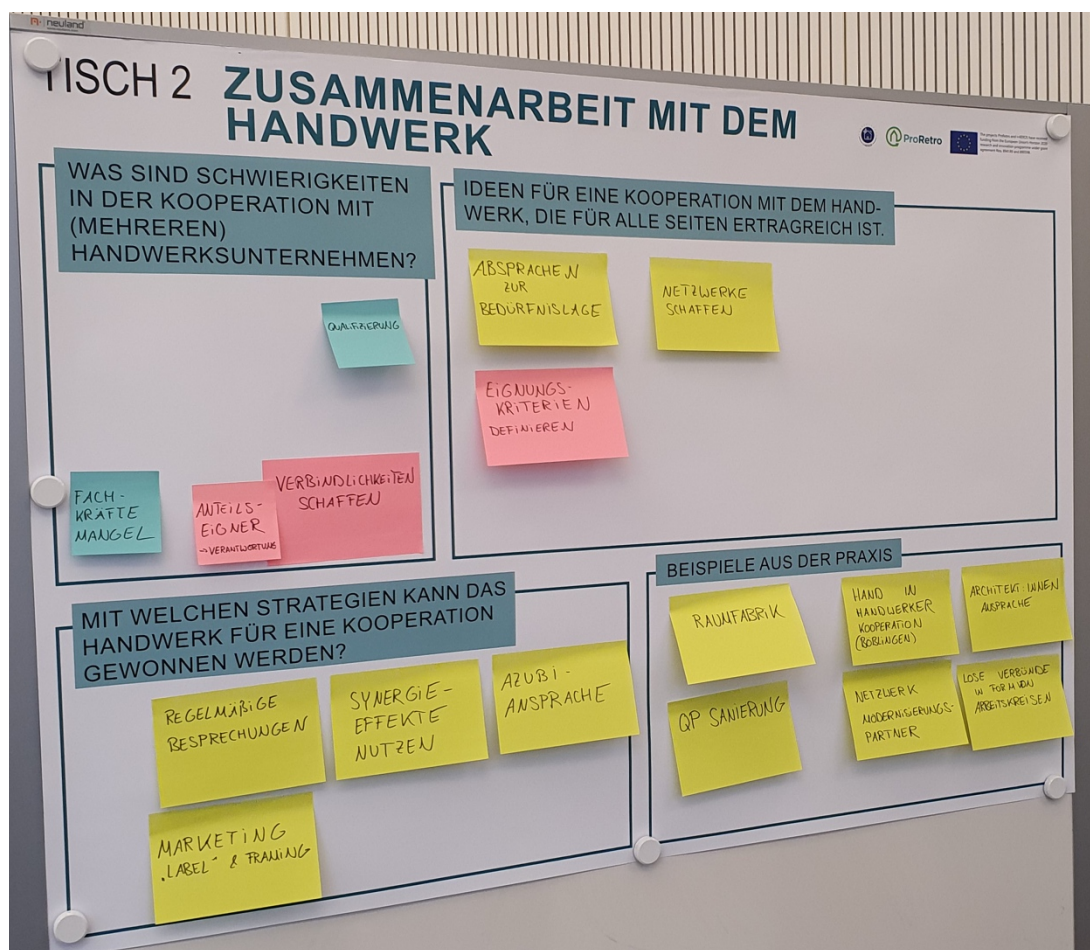 neuland
TISCH 2
ZUSAMMENARBEIT MIT DEM
HANDWERK
ProRetro
WAS SIND SCHWIERIGKEITEN
IN DER KOOPERATION MIT
(MEHREREN)
HANDWERKSUNTERNEHMEN?
QUALIFIZIERUNG
FACH-
KRÄFTE
MANGEL
ANTEILS-
EIGNER
→ VERANTWORTUNG
VERBINDLICHKEITEN
SCHAFFEN
IDEEN FÜR EINE KOOPERATION MIT DEM HAND-
WERK, DIE FÜR ALLE SEITEN ERTRAGREICH IST.
ABSPRACHEN
ZUR
BEDÜRFNISLAGE
NETZWERKE
SCHAFFEN
EIGNUNGS-
KRITERIEN
DEFINIEREN
MIT WELCHEN STRATEGIEN KANN DAS
HANDWERK FÜR EINE KOOPERATION
GEWONNEN WERDEN?
REGELMÄßIGE
BESPRECHUNGEN
SYNERGIE-
EFFEKTE
NUTZEN
AZUBI-
ANSPRACHE
MARKETING
„LABEL" & FRAMING
BEISPIELE AUS DER PRAXIS
RAUMFABRIK
HAND IN
HANDWERKER
KOOPERATION
(BÖBLINGEN)
ARCHITEKT:INNEN
ANSPRACHE
QP SANIERUNG
NETZWERK
MODERNISIERUNGS-
PARTNER
LOSE VERBÜNDE
IN FORM VON
ARBEITSKREISEN